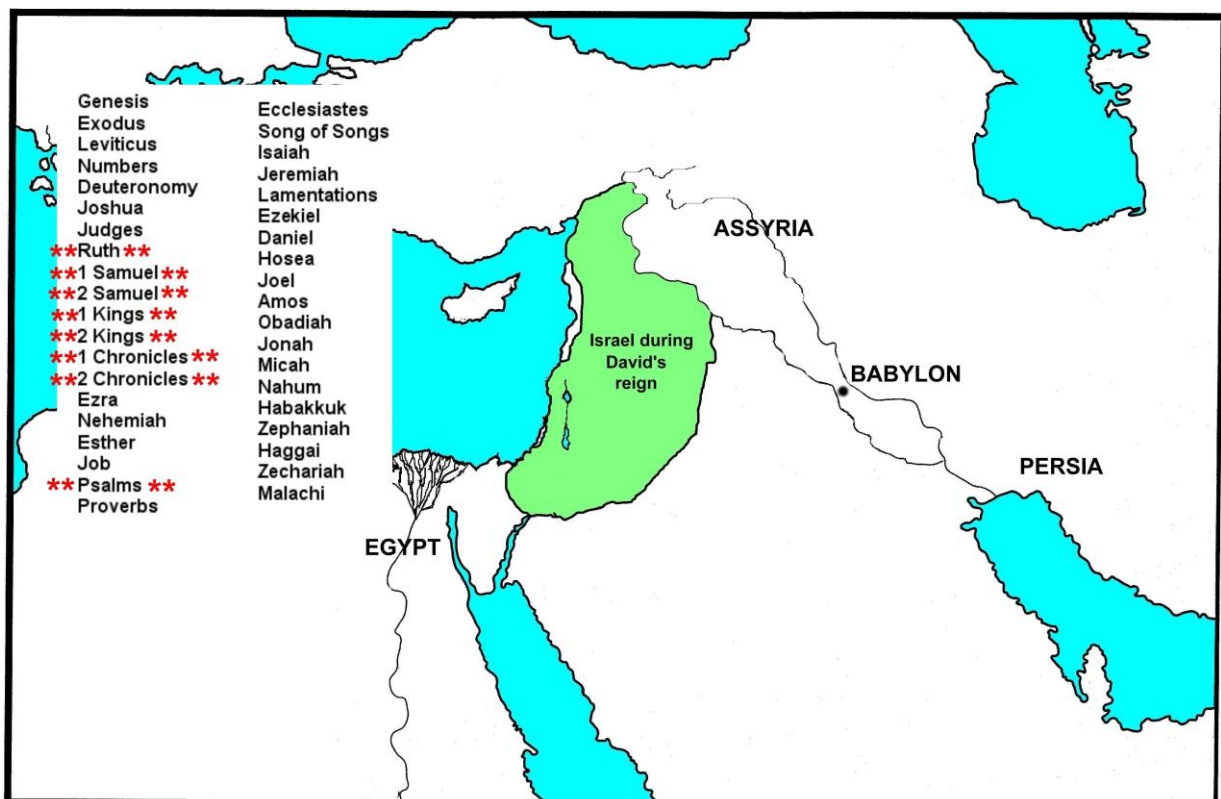 Genesis
Exodus
Leviticus
Numbers
Deuteronomy
Joshua
Judges
**Ruth **
**1 Samuel **
**2 Samuel **
**1 Kings **
**2 Kings **
**1 Chronicles **
**2 Chronicles **
Ezra
Nehemiah
Esther
Job
**Psalms **
Proverbs
Ecclesiastes
Song of Songs
Isaiah
Jeremiah
Lamentations
Ezekiel
Daniel
Hosea
Joel
Amos
Obadiah
Jonah
Micah
Nahum
Habakkuk
Zephaniah
Haggai
Zechariah
Malachi
ASSYRIA
Israel during
David's
reign
BABYLON
PERSIA
EGYPT